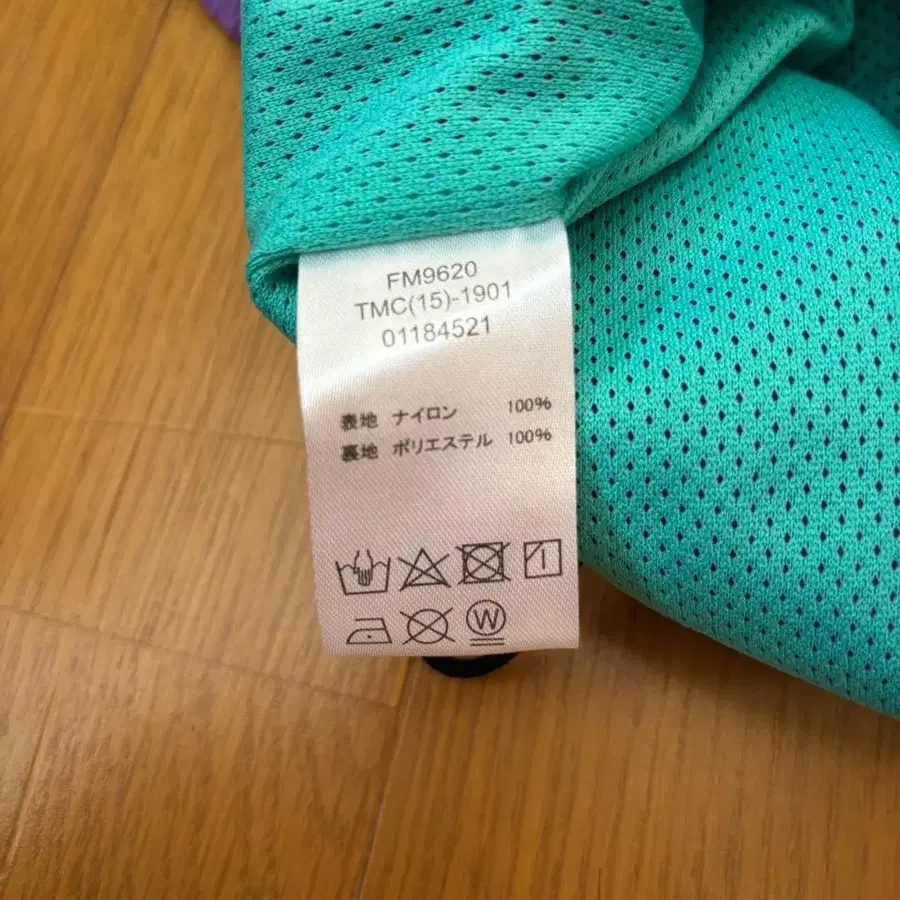 FM9620
TMC(15)-1901
01184521
表地 ナイロン 100%
裏地 ポリエステル 100%
W